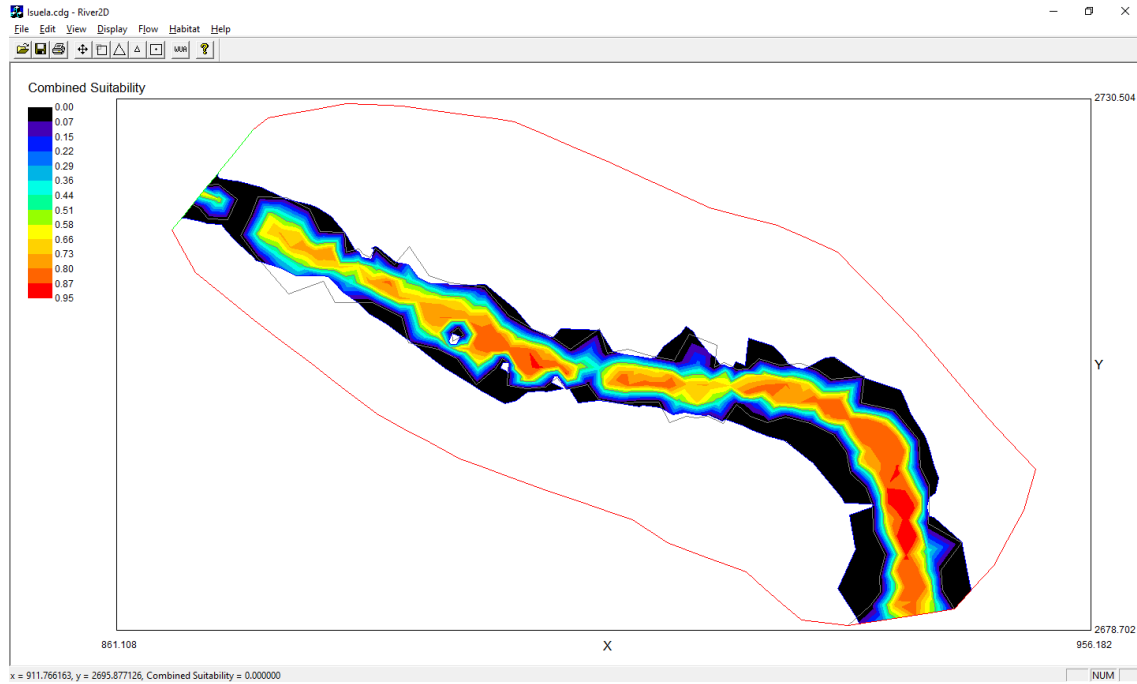 Isuela.cdg - River2D
File Edit View Display Flow Habitat Help
WUA ?
Combined Suitability
0.00
0.07
0.15
0.22
0.29
0.36
0.44
0.51
0.58
0.66
0.73
0.80
0.87
0.95
2730.504
Y
2678.702
861.108
X
956.182
x = 911.766163, y = 2695.877126, Combined Suitability = 0.000000
NUM